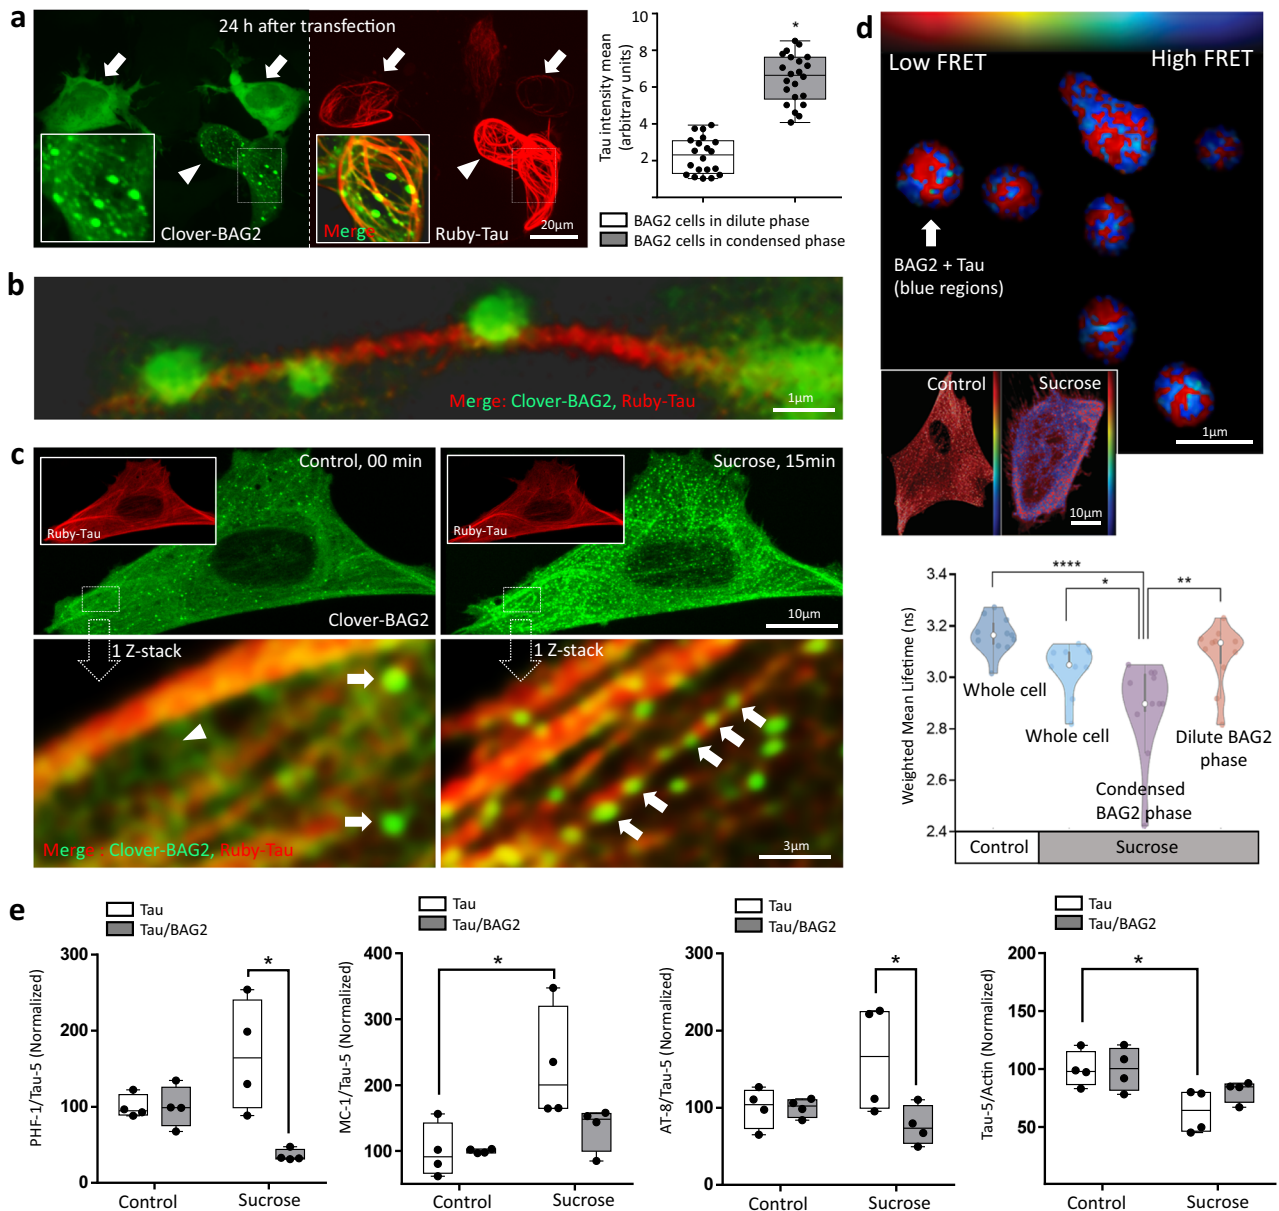 a
24 h after transfection
Clover-BAG2
Merge
Ruby-Tau
20μm
Tau intensity mean
(arbitrary units)
10
8
6
4
2
*
BAG2 cells in dilute phase
BAG2 cells in condensed phase
b
Merge: Clover-BAG2, Ruby-Tau
1μm
c
Control, 00 min
Ruby-Tau
Clover-BAG2
Sucrose, 15min
Ruby-Tau
10μm
1 Z-stack
1 Z-stack
Merge : Clover-BAG2, Ruby-Tau
3μm
d
Low FRET
High FRET
BAG2 + Tau
(blue regions)
Control
Sucrose
10μm
1μm
Weighted Mean Lifetime (ns)
3.4
3.2
3.0
2.8
2.6
2.4
****
*
**
Whole cell
Whole cell
Condensed
BAG2 phase
Dilute BAG2
phase
Control
Sucrose
e
Tau
Tau/BAG2
PHF-1/Tau-5 (Normalized)
300
200
100
0
*
Control
Sucrose
Tau
Tau/BAG2
MC-1/Tau-5 (Normalized)
400
300
200
100
*
Control
Sucrose
Tau
Tau/BAG2
AT-8/Tau-5 (Normalized)
300
200
100
0
*
Control
Sucrose
Tau
Tau/BAG2
Tau-5/Actin (Normalized)
200
150
100
50
*
Control
Sucrose